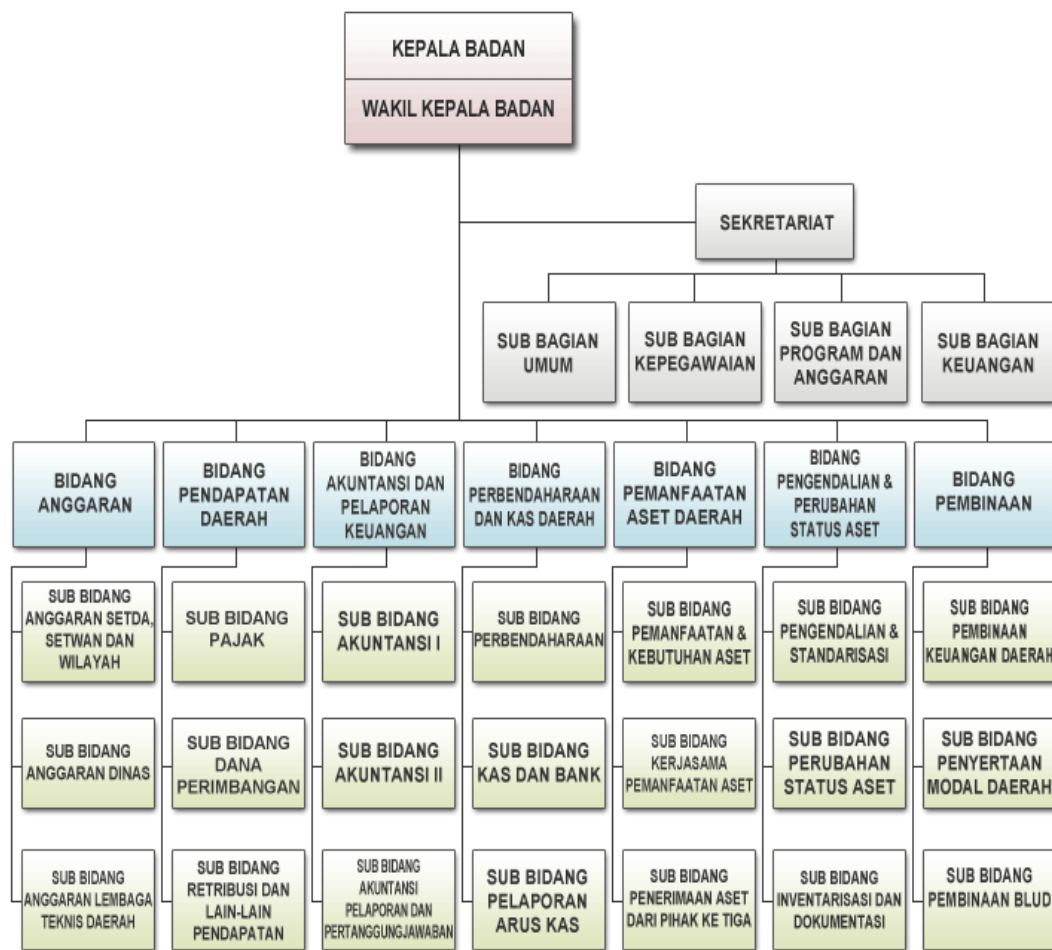 KEPALA BADAN
WAKIL KEPALA BADAN
SEKRETARIAT
SUB BAGIAN
UMUM
SUB BAGIAN
KEPEGAWAIAN
SUB BAGIAN
PROGRAM DAN
ANGGARAN
SUB BAGIAN
KEUANGAN
BIDANG
ANGGARAN
BIDANG
PENDAPATAN
DAERAH
BIDANG
AKUNTANSI DAN
PELAPORAN
KEUANGAN
BIDANG
PERBENDAHARAAN
DAN KAS DAERAH
BIDANG
PEMANFAATAN
ASET DAERAH
BIDANG
PENGENDALIAN &
PERUBAHAN
STATUS ASET
BIDANG
PEMBINAAN
SUB BIDANG
ANGGARAN SETDA,
SETWAN DAN
WILAYAH
SUB BIDANG
PAJAK
SUB BIDANG
AKUNTANSI I
SUB BIDANG
PERBENDAHARAAN
SUB BIDANG
PEMANFAATAN &
KEBUTUHAN ASET
SUB BIDANG
PENGENDALIAN &
STANDARISASI
SUB BIDANG
PEMBINAAN
KEUANGAN DAERAH
SUB BIDANG
ANGGARAN DINAS
SUB BIDANG
DANA
PERIMBANGAN
SUB BIDANG
AKUNTANSI II
SUB BIDANG
KAS DAN BANK
SUB BIDANG
KERJASAMA
PEMANFAATAN ASET
SUB BIDANG
PERUBAHAN
STATUS ASET
SUB BIDANG
PENYERTAAN
MODAL DAERAH
SUB BIDANG
ANGGARAN LEMBAGA
TEKNIS DAERAH
SUB BIDANG
RETRIBUSI DAN
LAIN-LAIN
PENDAPATAN
SUB BIDANG
AKUNTANSI
PELAPORAN DAN
PERTANGGUNGJAWABAN
SUB BIDANG
PELAPORAN
ARUS KAS
SUB BIDANG
PENERIMAAN ASET
DARI PIHAK KE TIGA
SUB BIDANG
INVENTARISASI DAN
DOKUMENTASI
SUB BIDANG
PEMBINAAN BLUD